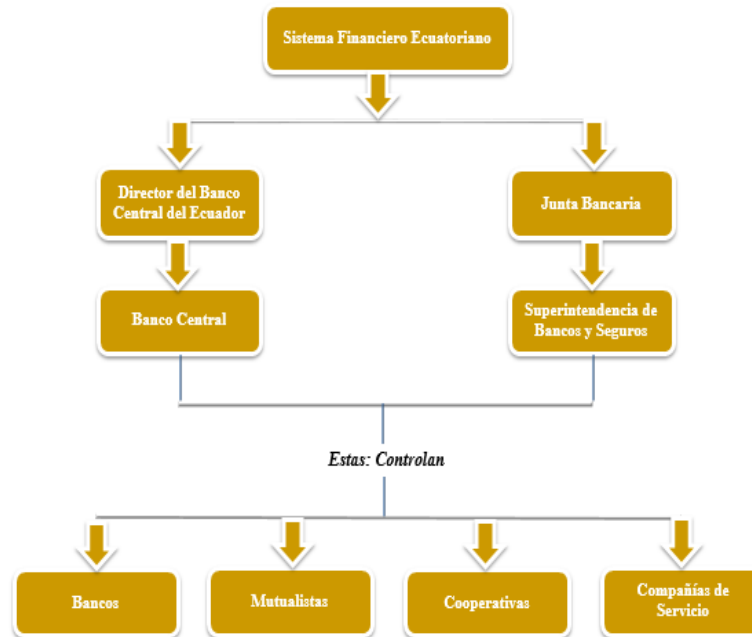 Sistema Financiero Ecuatoriano
Director del Banco
Central del Ecuador
Junta Bancaria
Banco Central
Superintendencia de
Bancos y Seguros
Estas: Controlan
Bancos
Mutualistas
Cooperativas
Compañías de
Servicio